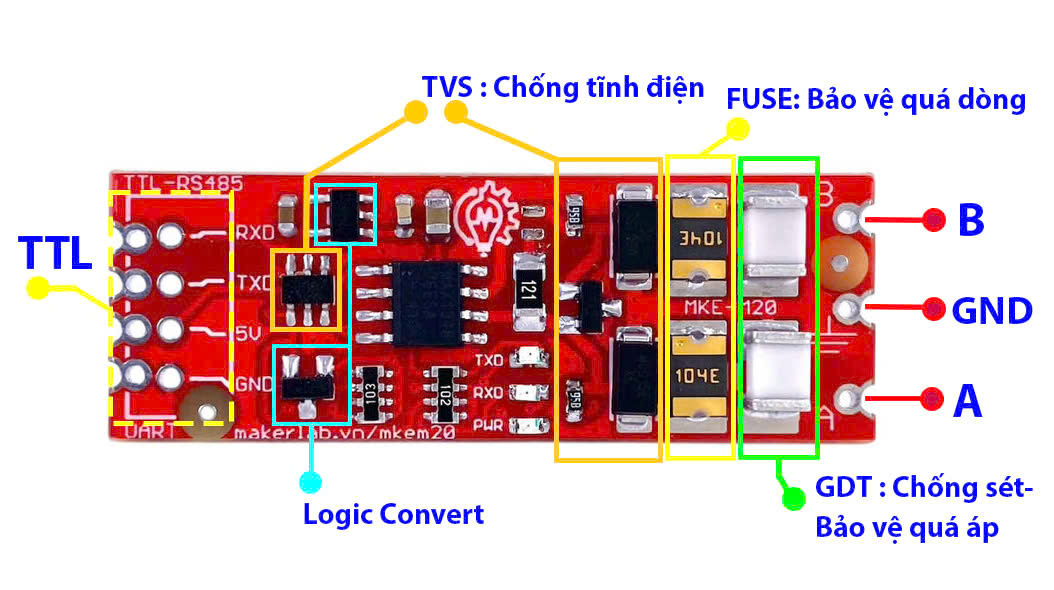 TVS : Chống tĩnh điện
FUSE: Bảo vệ quá dòng
TTL-RS485
B
RXD
B
TTL
TXD
104E
121
MKE-M20
GND
5V
TXD
104E
GND
103
102
RXD
A
PWR
A
UART
makerlab.vn/mkem20
GDT : Chống sét-
Bảo vệ quá áp
Logic Convert